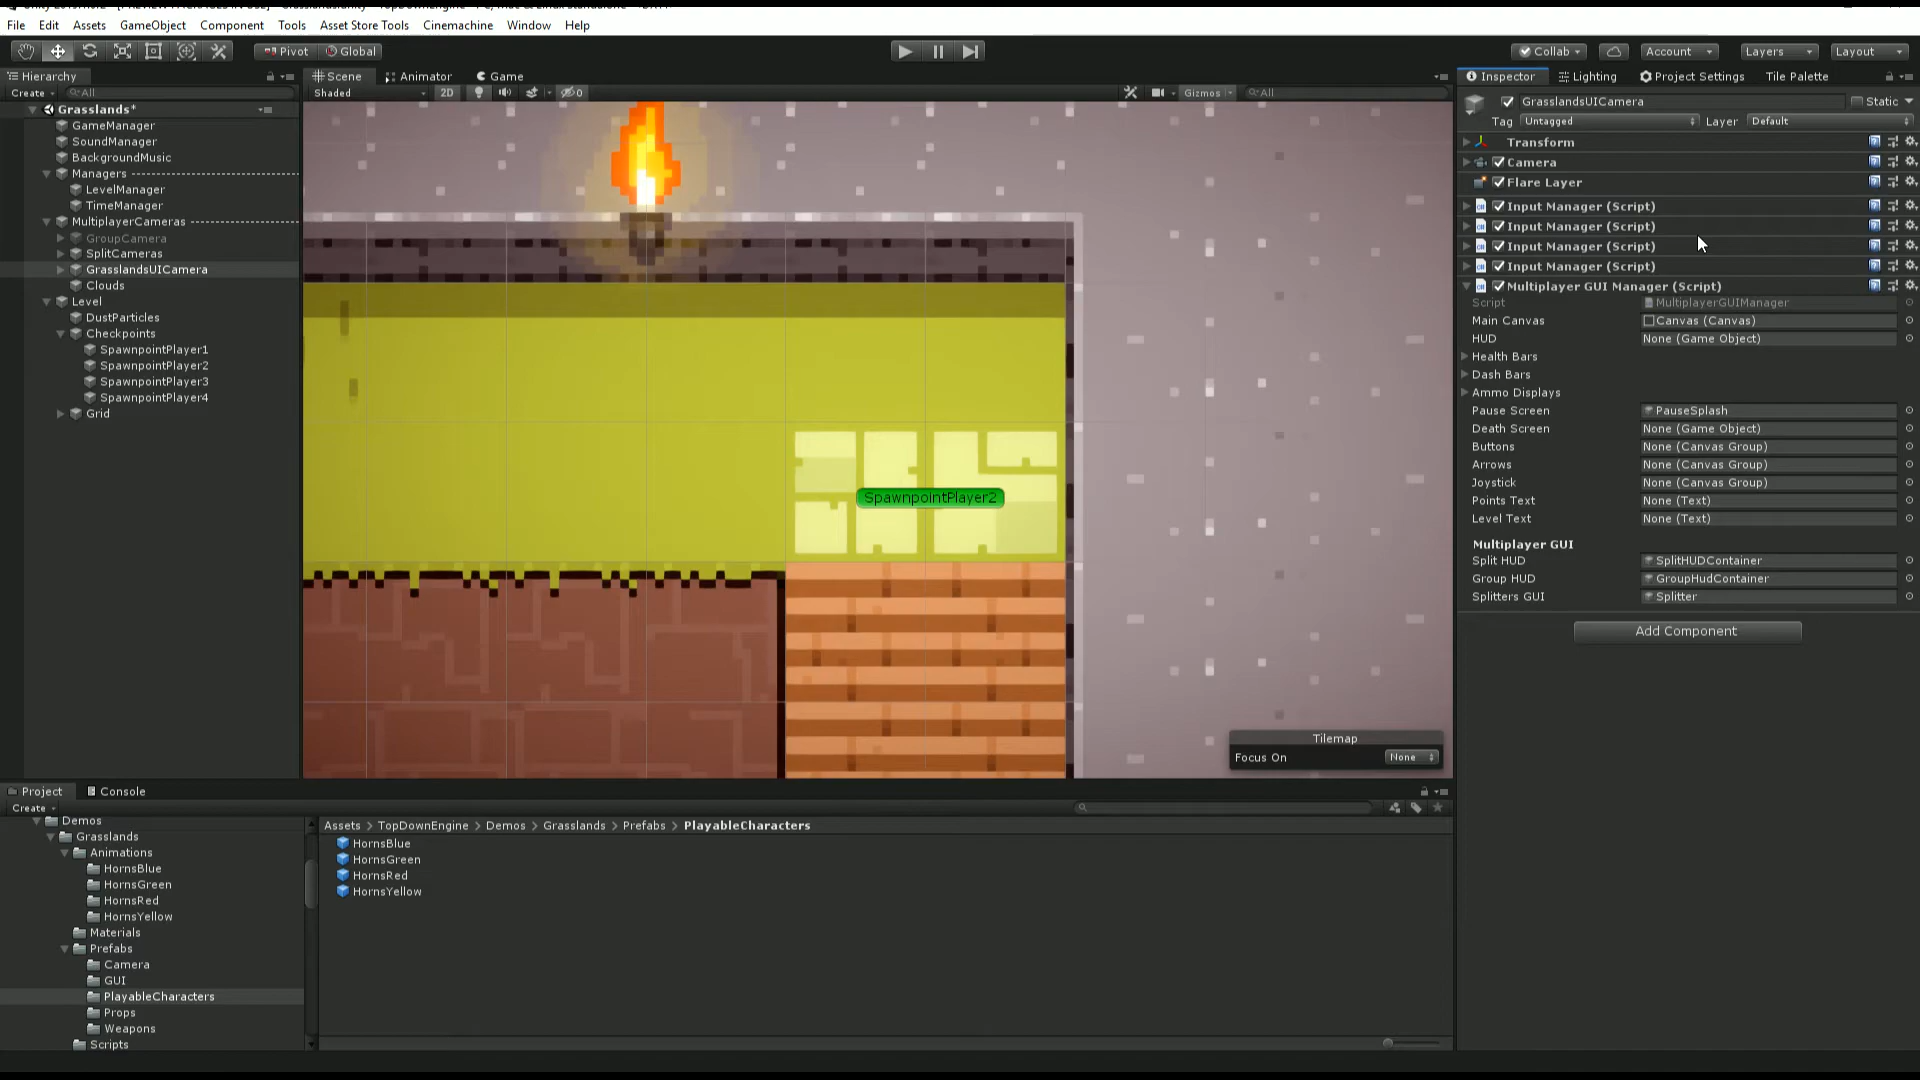 File Edit Assets GameObject Component Tools Asset Store Tools Cinemachine Window Help
Pivot Global Collab Account Layers Layout
Hierarchy Scene Animator Game Inspector Lighting Project Settings Tile Palette
Create All Shaded 2D 0 Gizmos All
Grasslands*
GameManager
SoundManager
BackgroundMusic
Managers
LevelManager
TimeManager
MultiplayerCameras
GroupCamera
SplitCameras
GrasslandsUICamera
Clouds
Level
DustParticles
Checkpoints
SpawnpointPlayer1
SpawnpointPlayer2
SpawnpointPlayer3
SpawnpointPlayer4
Grid
SpawnpointPlayer2
Tilemap
Focus On None
GrasslandsUICamera Static
Tag Untagged Layer Default
Transform
Camera
Flare Layer
Input Manager (Script)
Input Manager (Script)
Input Manager (Script)
Input Manager (Script)
Multiplayer GUI Manager (Script)
Script MultiplayerGUIManager
Main Canvas Canvas (Canvas)
HUD None (Game Object)
Health Bars
Dash Bars
Ammo Displays
Pause Screen PauseSplash
Death Screen None (Game Object)
Buttons None (Canvas Group)
Arrows None (Canvas Group)
Joystick None (Canvas Group)
Points Text None (Text)
Level Text None (Text)
Multiplayer GUI
Split HUD SplitHUDContainer
Group HUD GroupHudContainer
Splitters GUI Splitter
Add Component
Project Console
Create
Demos
Grasslands
Animations
HornsBlue
HornsGreen
HornsRed
HornsYellow
Materials
Prefabs
Camera
GUI
PlayableCharacters
Props
Weapons
Scripts
Assets > TopDownEngine > Demos > Grasslands > Prefabs > PlayableCharacters
HornsBlue
HornsGreen
HornsRed
HornsYellow